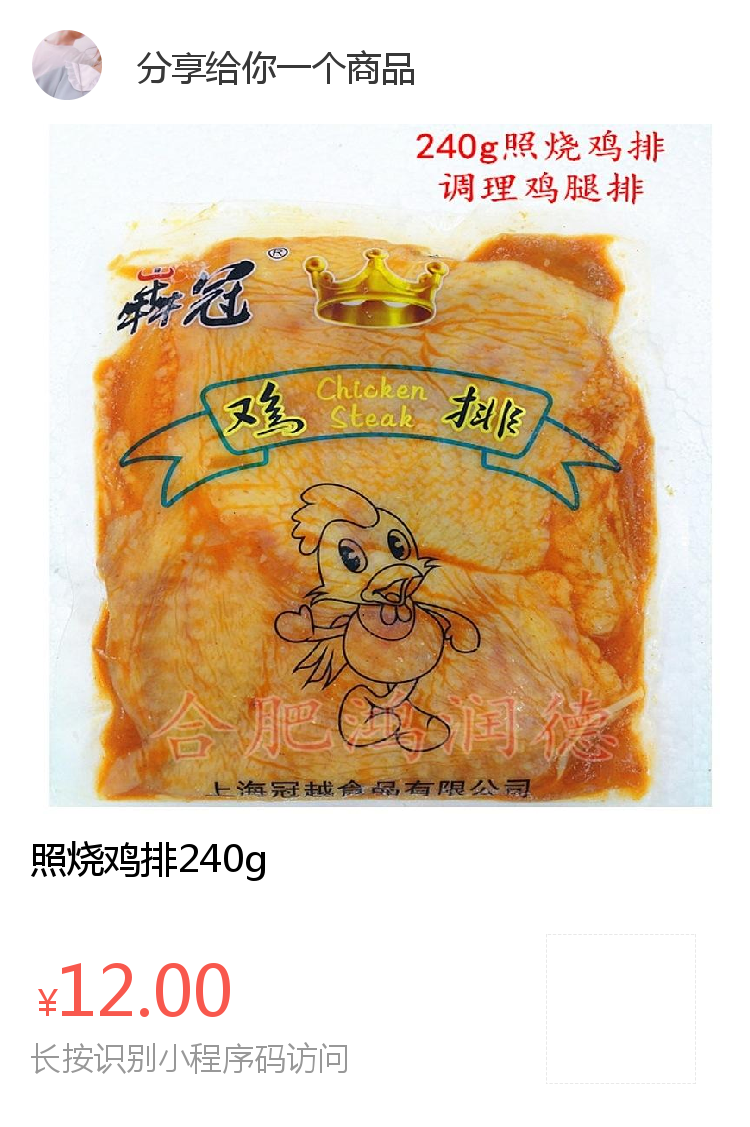 分享给你一个商品
240g照烧鸡排
调理鸡腿排
®
犇冠
鸡 Chicken Steak 排
合肥鸿润德
上海冠越食品有限公司
照烧鸡排240g
¥12.00
长按识别小程序码访问